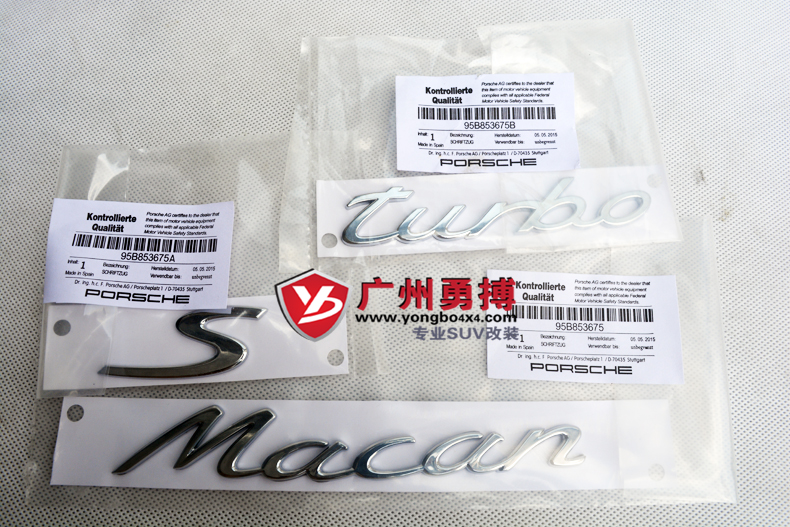 Kontrollierte
Qualität
Porsche AG certifies to the dealer that
this item of motor vehicle equipment
complies with all applicable Federal
Motor Vehicle Safety Standards.
95B853675B
Inhalt: 1 Bezeichnung: Herstelldatum: 05.05.2015
Made in Spain SCHRIFTZUG Verwendbar bis:
Dr. Ing. h.c. F. Porsche AG / Porscheplatz 1 / D-70435 Stuttgart
PORSCHE
turbo
Kontrollierte
Qualität
Porsche AG certifies to the dealer that
this item of motor vehicle equipment
complies with all applicable Federal
Motor Vehicle Safety Standards.
95B853675A
Inhalt: 1 Bezeichnung: Herstelldatum: 05.05.2015
Made in Spain SCHRIFTZUG Verwendbar bis:
Dr. Ing. h.c. F. Porsche AG / Porscheplatz 1 / D-70435 Stuttgart
PORSCHE
S
YB
广州勇搏
www.yongbo4x4.com
专业SUV改装
Kontrollierte
Qualität
Porsche AG certifies to the dealer that
this item of motor vehicle equipment
complies with all applicable Federal
Motor Vehicle Safety Standards.
95B853675
1 Bezeichnung: Herstelldatum: 05.05.2015
Made in Spain SCHRIFTZUG Verwendbar bis:
Dr. Ing. h.c. F. Porsche AG / Porscheplatz 1 / D-70435 Stuttgart
PORSCHE
Macan